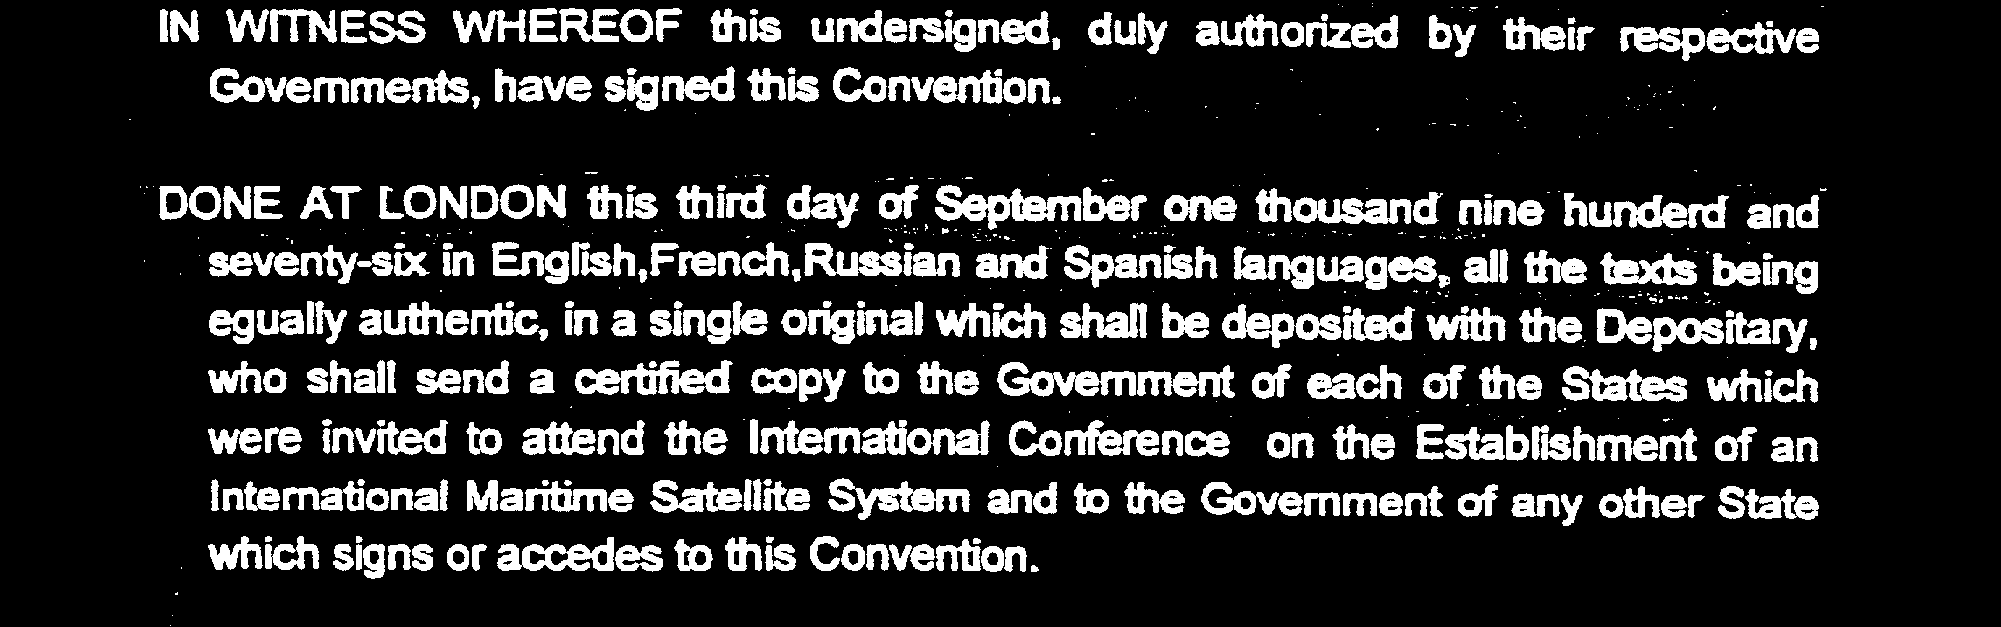 IN WITNESS WHEREOF this undersigned, duly authorized by their respective
Governments, have signed this Convention.
DONE AT LONDON this third day of September one thousand nine hunderd and
seventy-six in English,French,Russian and Spanish languages, all the texts being
egually authentic, in a single original which shall be deposited with the Depositary,
who shall send a certified copy to the Government of each of the States which
were invited to attend the International Conference on the Establishment of an
International Maritime Satellite System and to the Government of any other State
which signs or accedes to this Convention.